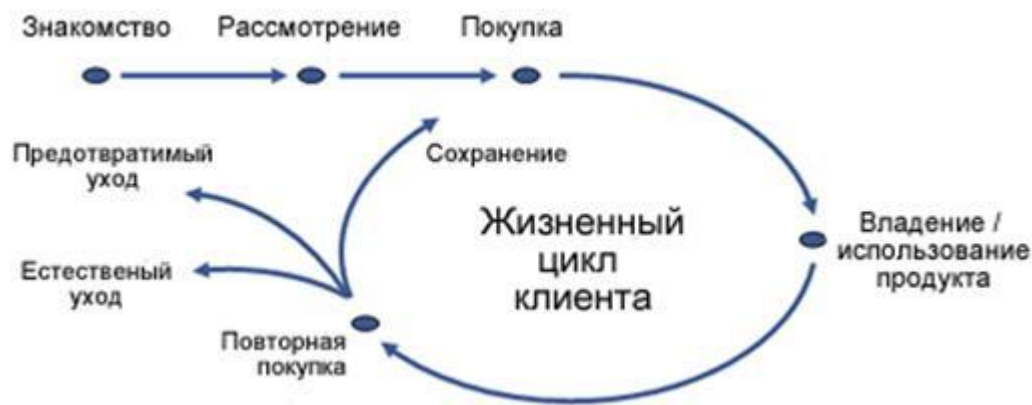 Знакомство
Рассмотрение
Покупка
Предотвратимый
уход
Сохранение
Жизненный
цикл
клиента
Владение /
использование
продукта
Естественый
уход
Повторная
покупка